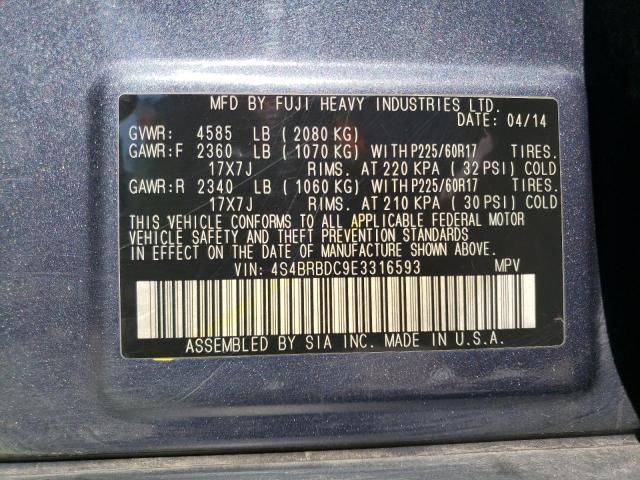 MFD BY FUJI HEAVY INDUSTRIES LTD.
DATE: 04/14
GVWR: 4585 LB ( 2080 KG)
GAWR:F 2360 LB ( 1070 KG) WITH P225/60R17 TIRES.
17X7J RIMS. AT 220 KPA ( 32 PSI) COLD
GAWR:R 2340 LB ( 1060 KG) WITH P225/60R17 TIRES.
17X7J RIMS. AT 210 KPA ( 30 PSI) COLD
THIS VEHICLE CONFORMS TO ALL APPLICABLE FEDERAL MOTOR
VEHICLE SAFETY AND THEFT PREVENTION STANDARDS
IN EFFECT ON THE DATE OF MANUFACTURE SHOWN ABOVE.
VIN: 4S4BRBDC9E3316593 MPV
ASSEMBLED BY SIA INC. MADE IN U.S.A.